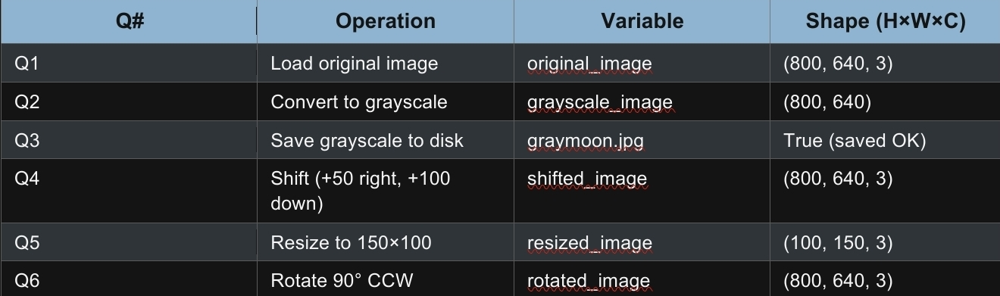 Q# Operation Variable Shape (H×W×C)
Q1 Load original image original_image (800, 640, 3)
Q2 Convert to grayscale grayscale_image (800, 640)
Q3 Save grayscale to disk graymoon.jpg True (saved OK)
Q4 Shift (+50 right, +100 shifted_image (800, 640, 3)
down)
Q5 Resize to 150×100 resized_image (100, 150, 3)
Q6 Rotate 90° CCW rotated_image (800, 640, 3)